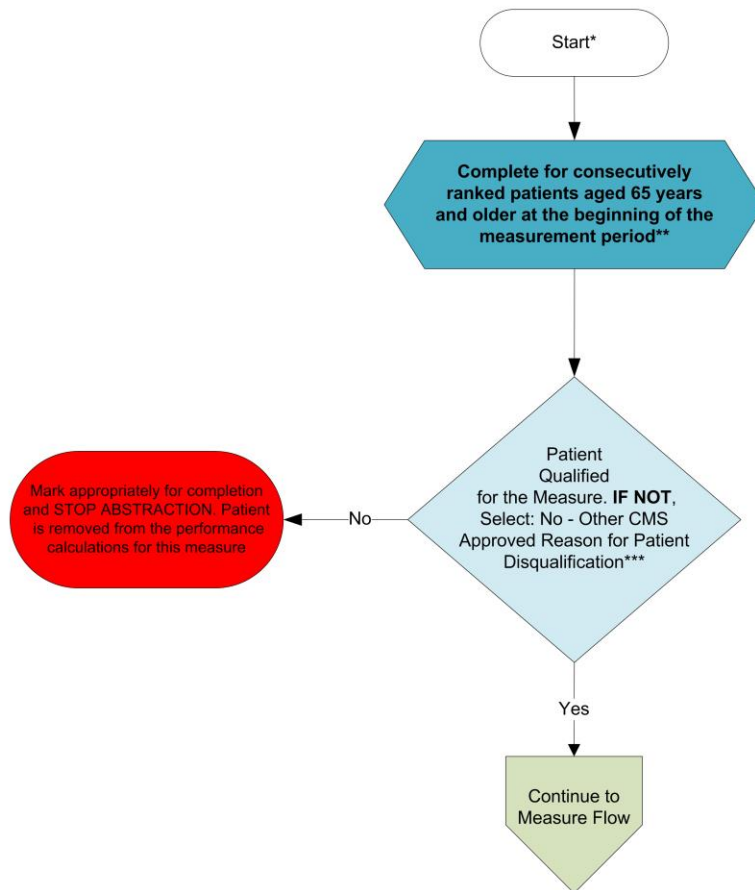 Start*
Complete for consecutively
ranked patients aged 65 years
and older at the beginning of the
measurement period**
Patient
Qualified
for the Measure. IF NOT,
Select: No - Other CMS
Approved Reason for Patient
Disqualification***
No
Mark appropriately for completion
and STOP ABSTRACTION. Patient
is removed from the performance
calculations for this measure
Yes
Continue to
Measure Flow